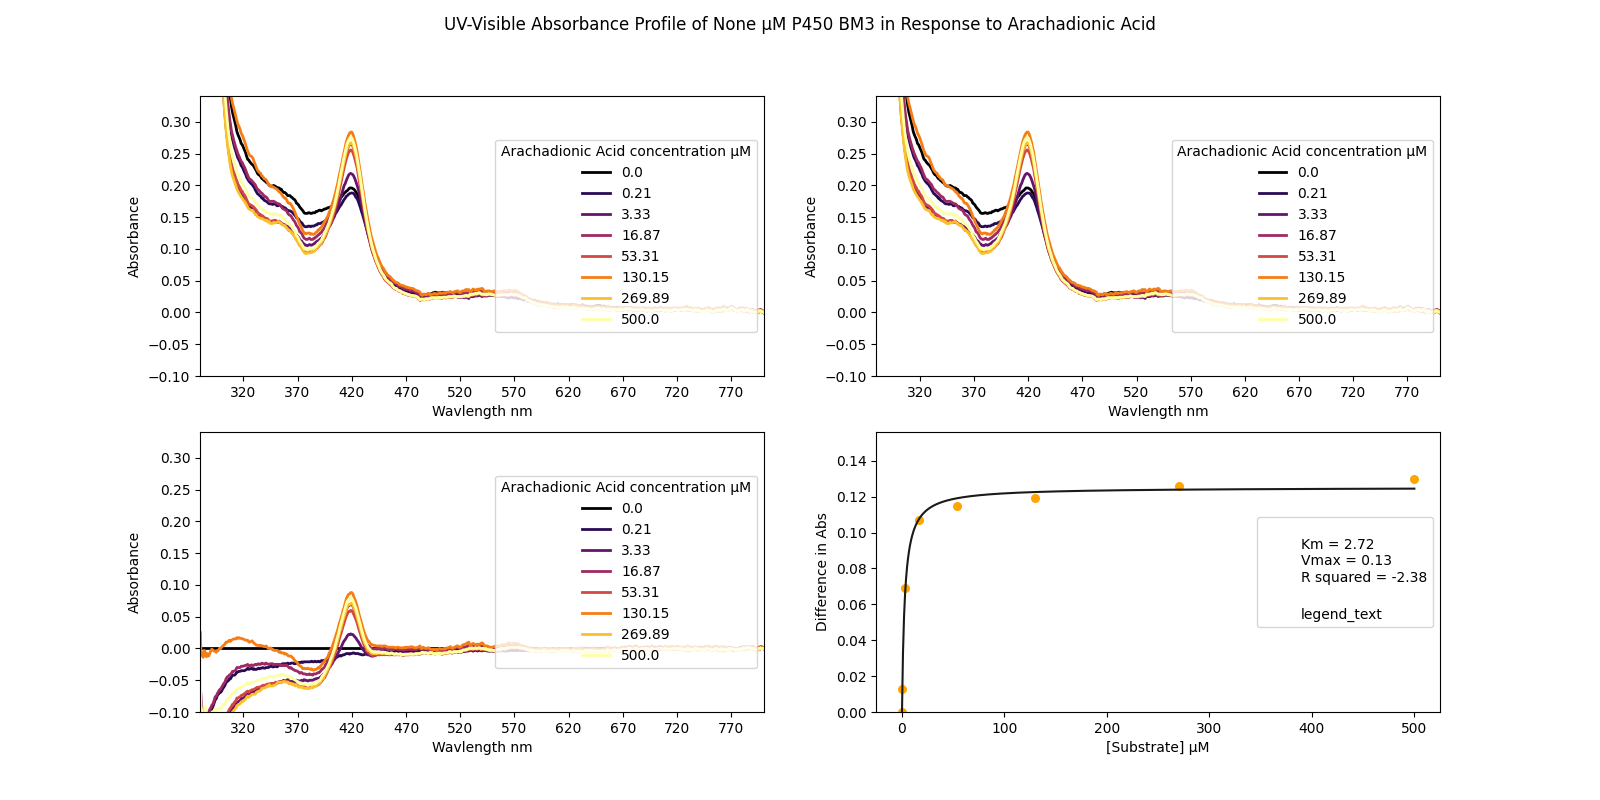 UV-Visible Absorbance Profile of None μM P450 BM3 in Response to Arachadionic Acid
Absorbance
0.30
0.25
0.20
0.15
0.10
0.05
0.00
−0.05
−0.10
320 370 420 470 520 570 620 670 720 770
Wavlength nm
Arachadionic Acid concentration μM
0.0
0.21
3.33
16.87
53.31
130.15
269.89
500.0
Absorbance
0.30
0.25
0.20
0.15
0.10
0.05
0.00
−0.05
−0.10
320 370 420 470 520 570 620 670 720 770
Wavlength nm
Arachadionic Acid concentration μM
0.0
0.21
3.33
16.87
53.31
130.15
269.89
500.0
Absorbance
0.30
0.25
0.20
0.15
0.10
0.05
0.00
−0.05
−0.10
320 370 420 470 520 570 620 670 720 770
Wavlength nm
Arachadionic Acid concentration μM
0.0
0.21
3.33
16.87
53.31
130.15
269.89
500.0
Difference in Abs
0.14
0.12
0.10
0.08
0.06
0.04
0.02
0.00
0 100 200 300 400 500
[Substrate] μM
Km = 2.72
Vmax = 0.13
R squared = -2.38
legend_text